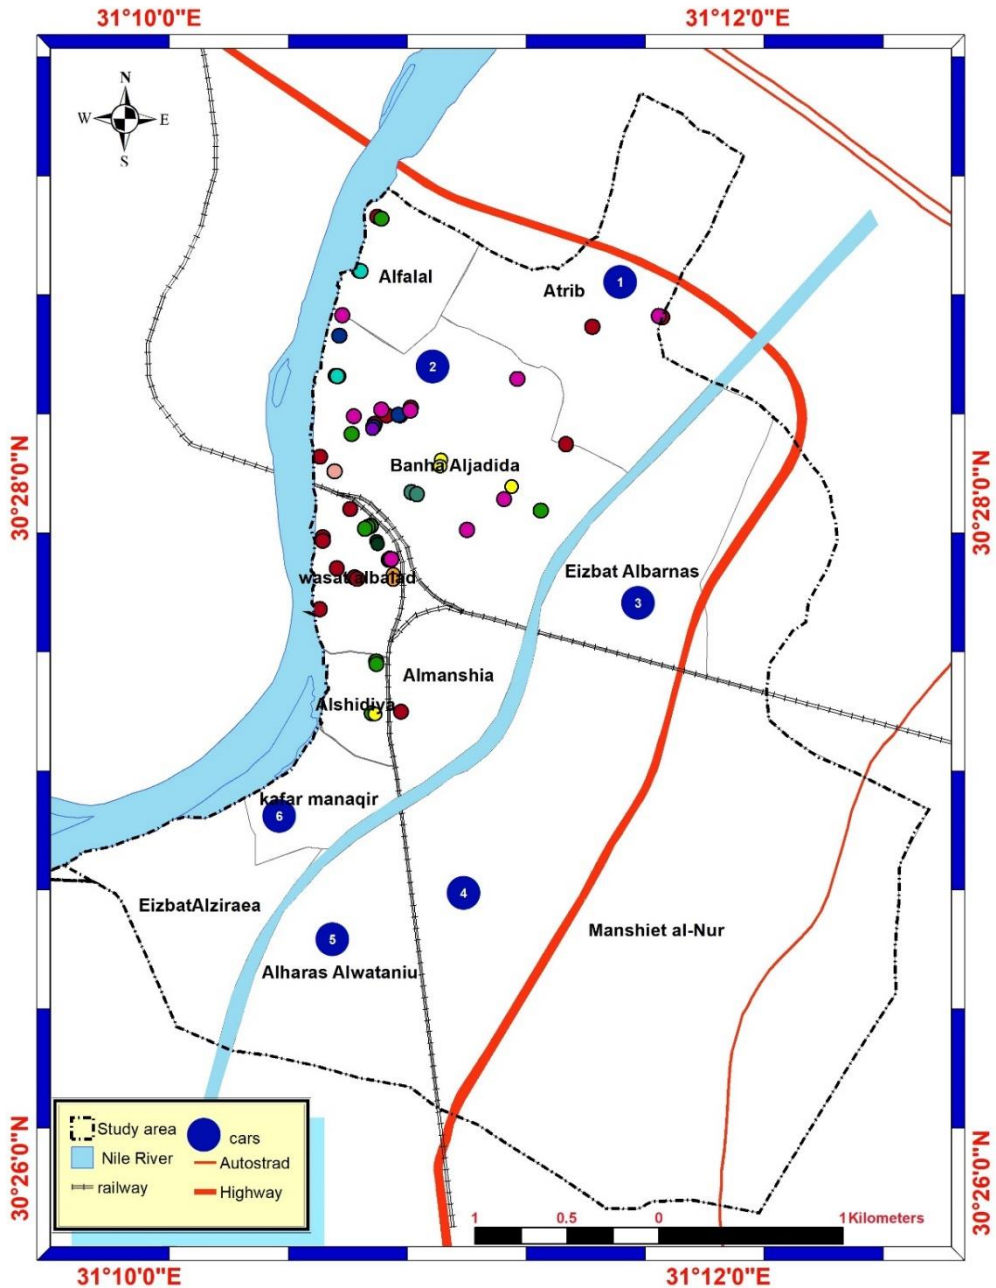 31°10'0"E
31°12'0"E
N
W
E
S
Alfalal
Atrib
1
2
Banha Aljadida
30°28'0"N
30°28'0"N
wasat albalad
Eizbat Albarnas
3
Almanshia
Alshidiya
kafar manaqir
6
4
EizbatAlziraea
Manshiet al-Nur
5
Alharas Alwataniu
Study area
cars
Nile River
Autostrad
railway
Highway
30°26'0"N
30°26'0"N
1
0.5
0
1 Kilometers
31°10'0"E
31°12'0"E